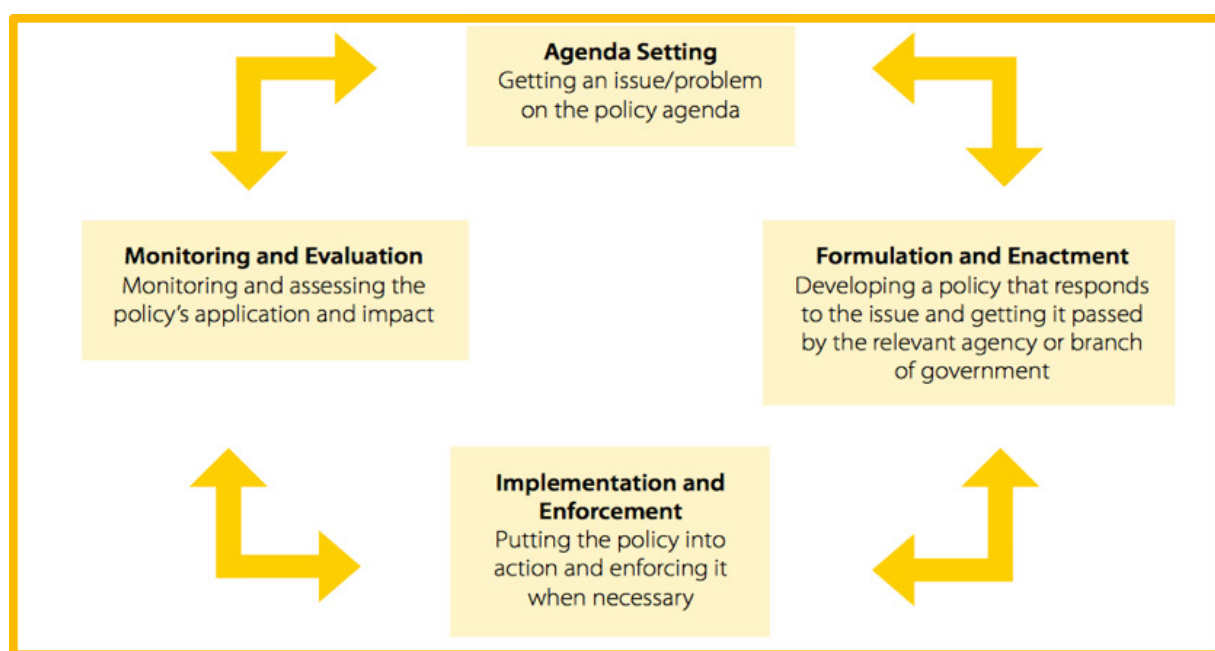 Agenda Setting
Getting an issue/problem
on the policy agenda
Monitoring and Evaluation
Monitoring and assessing the
policy's application and impact
Formulation and Enactment
Developing a policy that responds
to the issue and getting it passed
by the relevant agency or branch
of government
Implementation and
Enforcement
Putting the policy into
action and enforcing it
when necessary